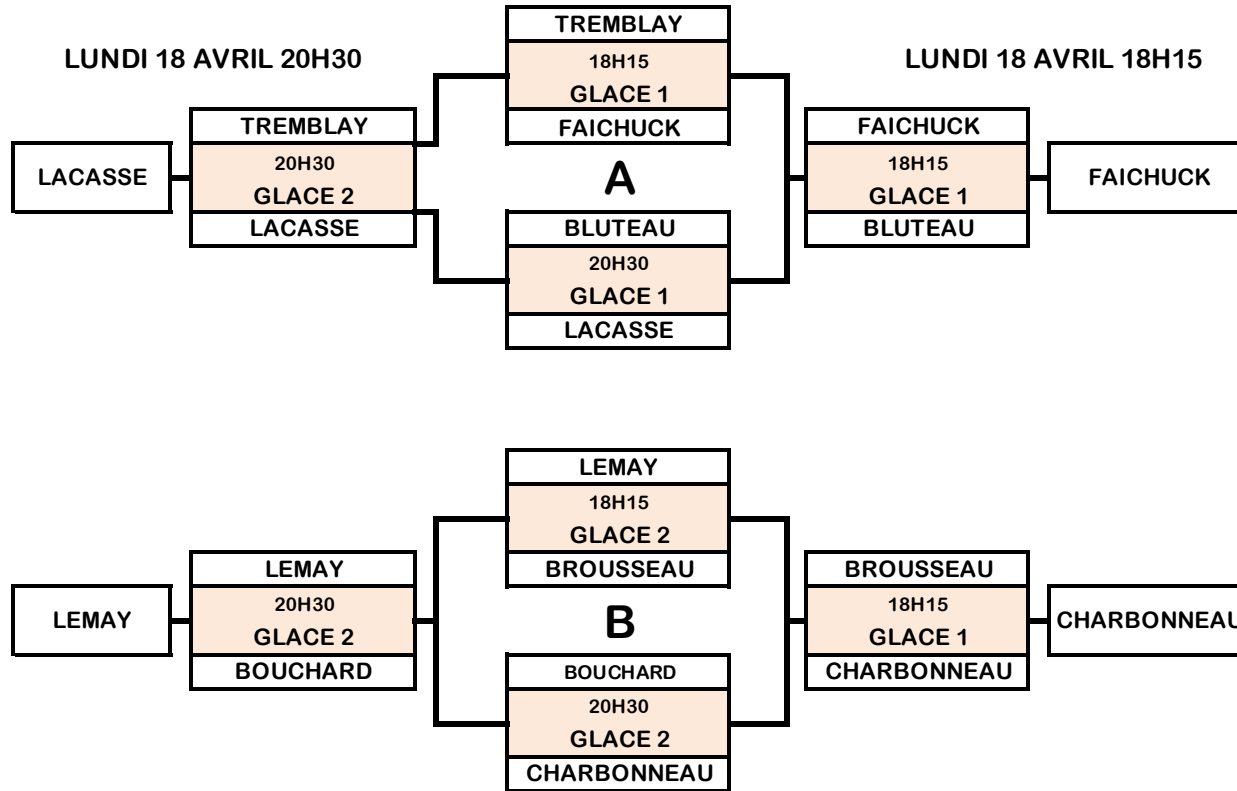 TREMBLAY
LUNDI 18 AVRIL 20H30
18H15
LUNDI 18 AVRIL 18H15
GLACE 1
TREMBLAY
FAICHUCK
FAICHUCK
LACASSE
20H30
GLACE 2
A
18H15
GLACE 1
FAICHUCK
LACASSE
BLUTEAU
BLUTEAU
20H30
GLACE 1
LACASSE
LEMAY
18H15
GLACE 2
LEMAY
BROUSSEAU
BROUSSEAU
LEMAY
20H30
GLACE 2
B
18H15
GLACE 1
CHARBONNEAU
BOUCHARD
BOUCHARD
CHARBONNEAU
20H30
GLACE 2
CHARBONNEAU